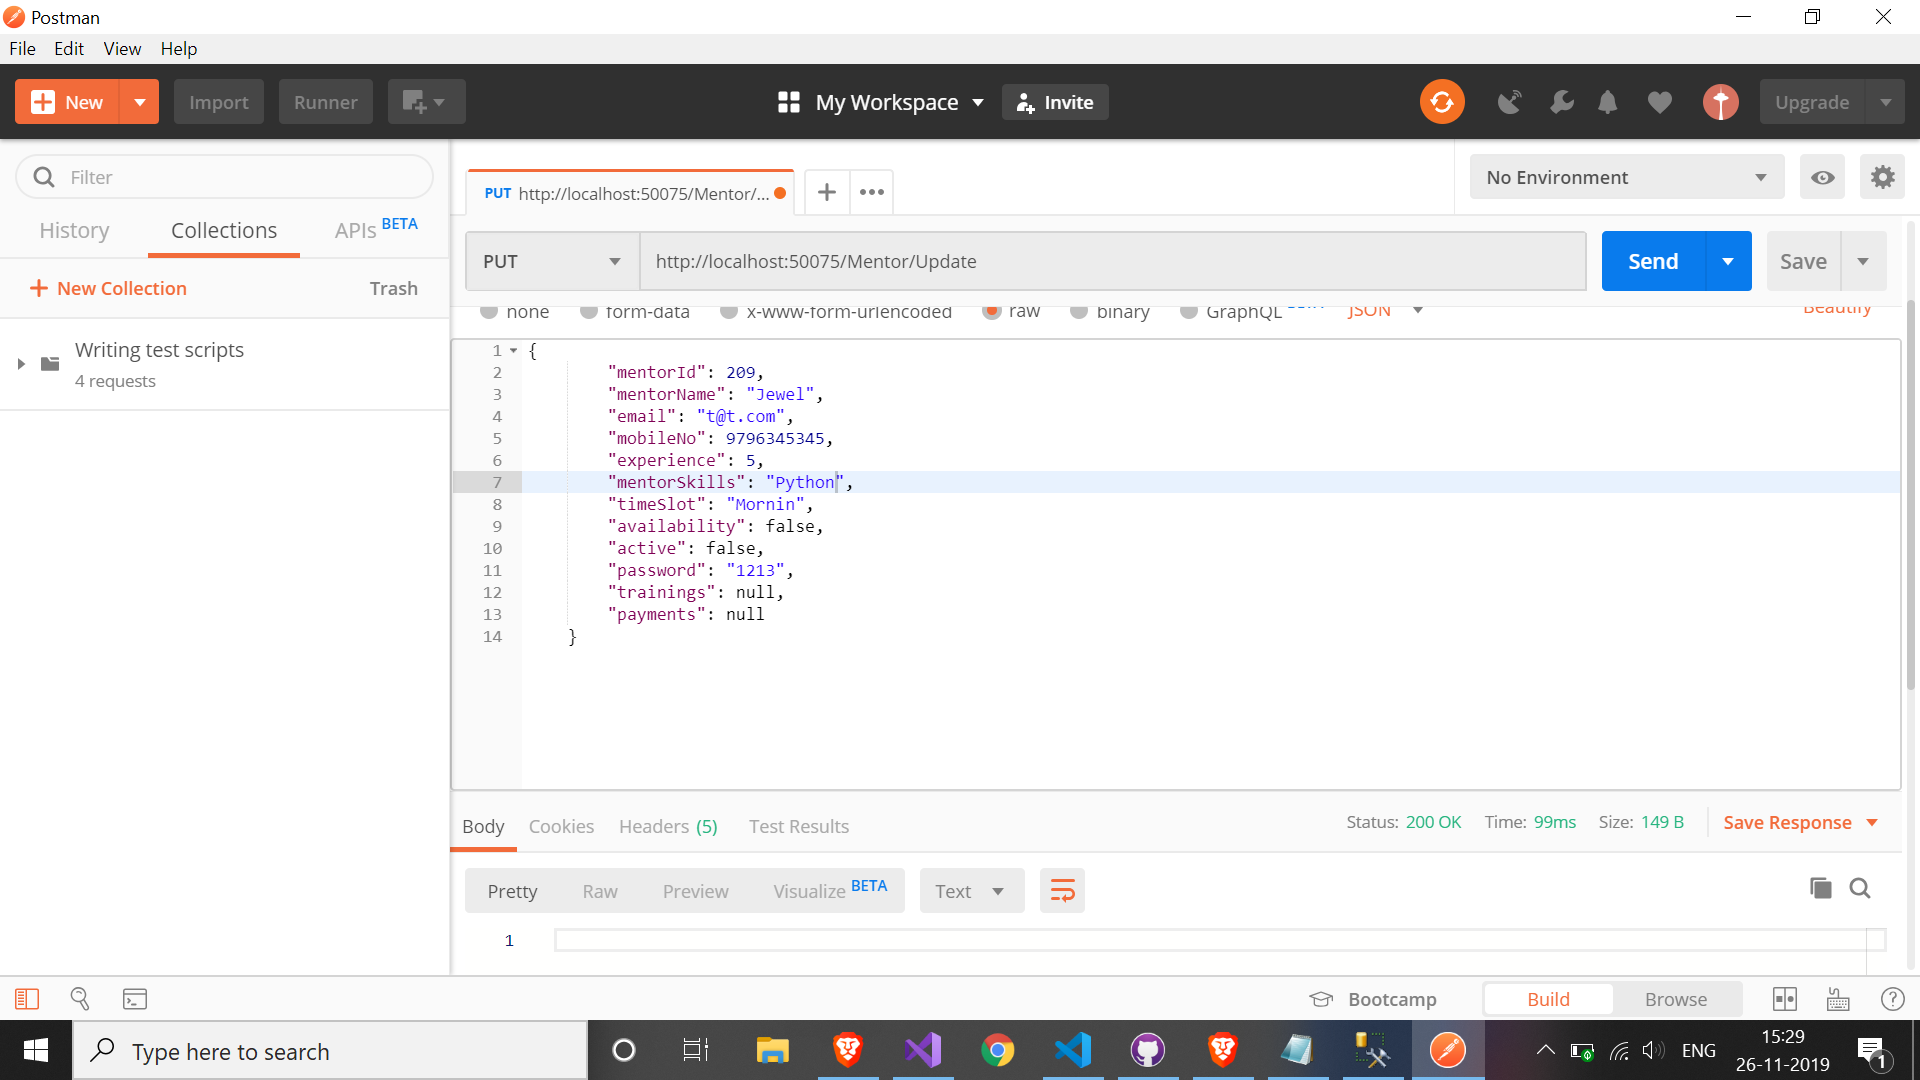 Postman
File Edit View Help
New Import Runner My Workspace Invite Upgrade
Filter
History Collections APIs BETA
New Collection Trash
Writing test scripts
4 requests
PUT http://localhost:50075/Mentor/...
No Environment
PUT http://localhost:50075/Mentor/Update Send Save
none form-data x-www-form-urlencoded raw binary GraphQL BETA JSON Beautify
1 {
2 "mentorId": 209,
3 "mentorName": "Jewel",
4 "email": "t@t.com",
5 "mobileNo": 9796345345,
6 "experience": 5,
7 "mentorSkills": "Python",
8 "timeSlot": "Mornin",
9 "availability": false,
10 "active": false,
11 "password": "1213",
12 "trainings": null,
13 "payments": null
14 }
Body Cookies Headers (5) Test Results Status: 200 OK Time: 99ms Size: 149 B Save Response
Pretty Raw Preview Visualize BETA Text
1
Bootcamp Build Browse
Type here to search
ENG
15:29
26-11-2019
1